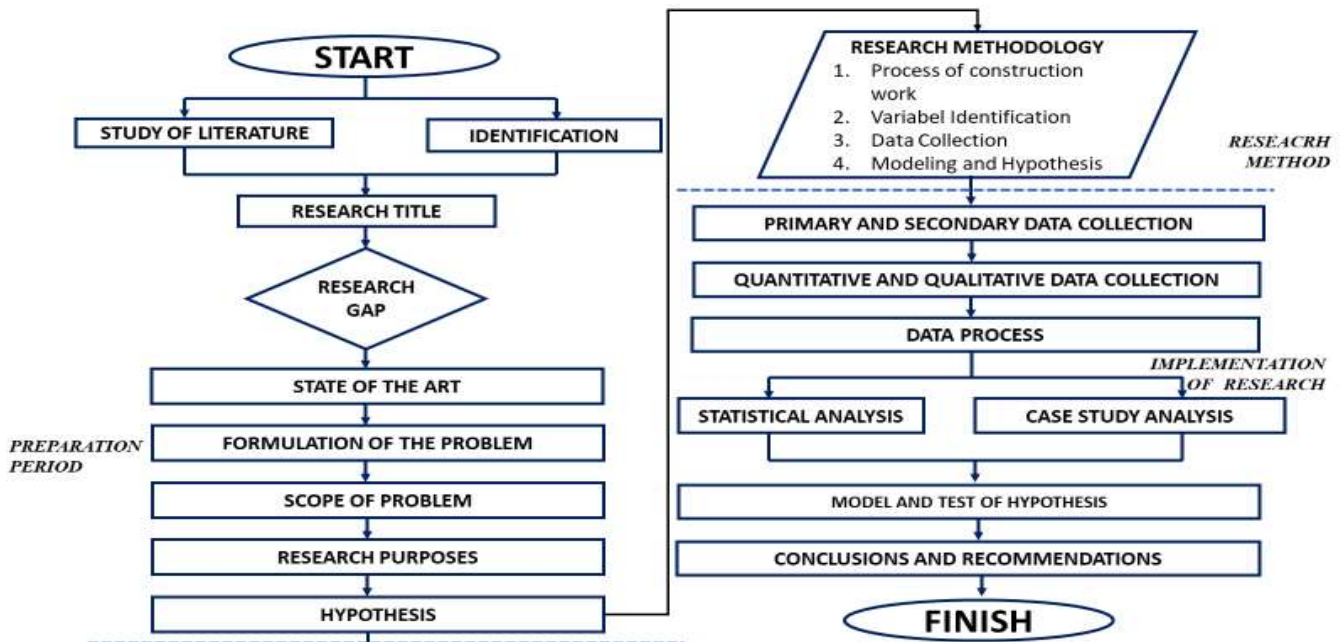 START
STUDY OF LITERATURE
IDENTIFICATION
RESEARCH TITLE
RESEARCH
GAP
STATE OF THE ART
FORMULATION OF THE PROBLEM
PREPARATION
PERIOD
SCOPE OF PROBLEM
RESEARCH PURPOSES
HYPOTHESIS
RESEARCH METHODOLOGY
1. Process of construction
work
2. Variabel Identification
3. Data Collection
4. Modeling and Hypothesis
RESEACRH
METHOD
PRIMARY AND SECONDARY DATA COLLECTION
QUANTITATIVE AND QUALITATIVE DATA COLLECTION
DATA PROCESS
IMPLEMENTATION
OF RESEARCH
STATISTICAL ANALYSIS
CASE STUDY ANALYSIS
MODEL AND TEST OF HYPOTHESIS
CONCLUSIONS AND RECOMMENDATIONS
FINISH